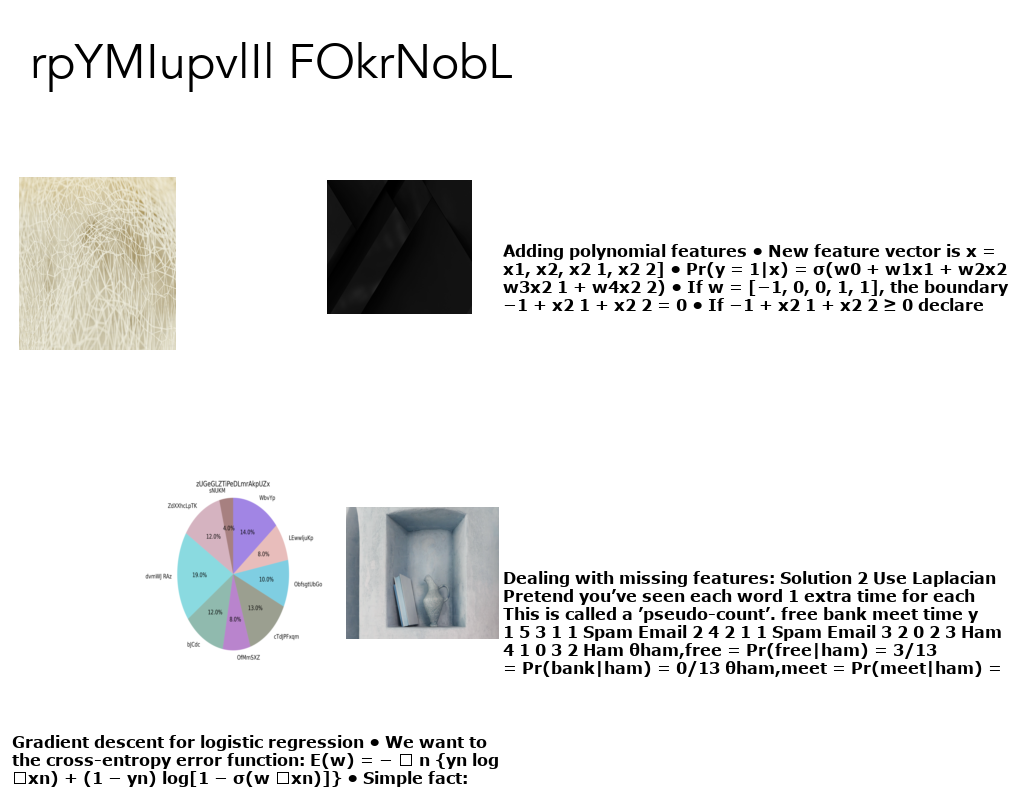 rpYMIupvlIl FOkrNobL
Adding polynomial features • New feature vector is x =
x1, x2, x2 1, x2 2] • Pr(y = 1|x) = σ(w0 + w1x1 + w2x2
w3x2 1 + w4x2 2) • If w = [−1, 0, 0, 1, 1], the boundary
−1 + x2 1 + x2 2 = 0 • If −1 + x2 1 + x2 2 ≥ 0 declare
zUGeGLZTiPeDLmrAkpUZx
sNUKM
WbvYp
ZdXXhcLpTK
4.0%
14.0%
12.0%
LEwwIjuKp
8.0%
dvmWJ RAz
19.0%
10.0%
ObfsgtUbGo
12.0%
13.0%
8.0%
cTdJPFxqm
bJCdc
OfMmSXZ
Dealing with missing features: Solution 2 Use Laplacian
Pretend you’ve seen each word 1 extra time for each
This is called a ’pseudo-count’. free bank meet time y
1 5 3 1 1 Spam Email 2 4 2 1 1 Spam Email 3 2 0 2 3 Ham
4 1 0 3 2 Ham θham,free = Pr(free|ham) = 3/13
= Pr(bank|ham) = 0/13 θham,meet = Pr(meet|ham) =
Gradient descent for logistic regression • We want to
the cross-entropy error function: E(w) = − □ n {yn log
□xn) + (1 − yn) log[1 − σ(w □xn)]} • Simple fact: